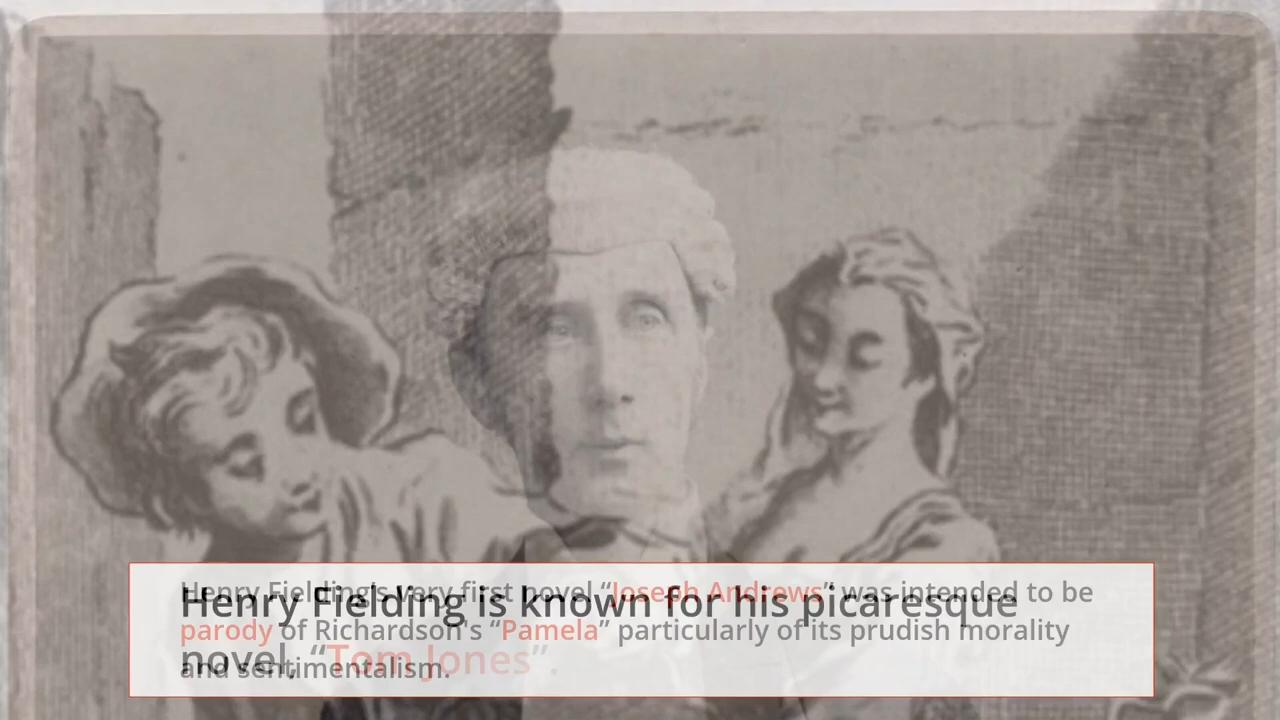 Henry Fielding's very first novel “Joseph Andrews” was intended to be
parody of Richardson's “Pamela” particularly of its prudish morality
and sentimentalism.
Henry Fielding is known for his picaresque
novel, “Tom Jones”.